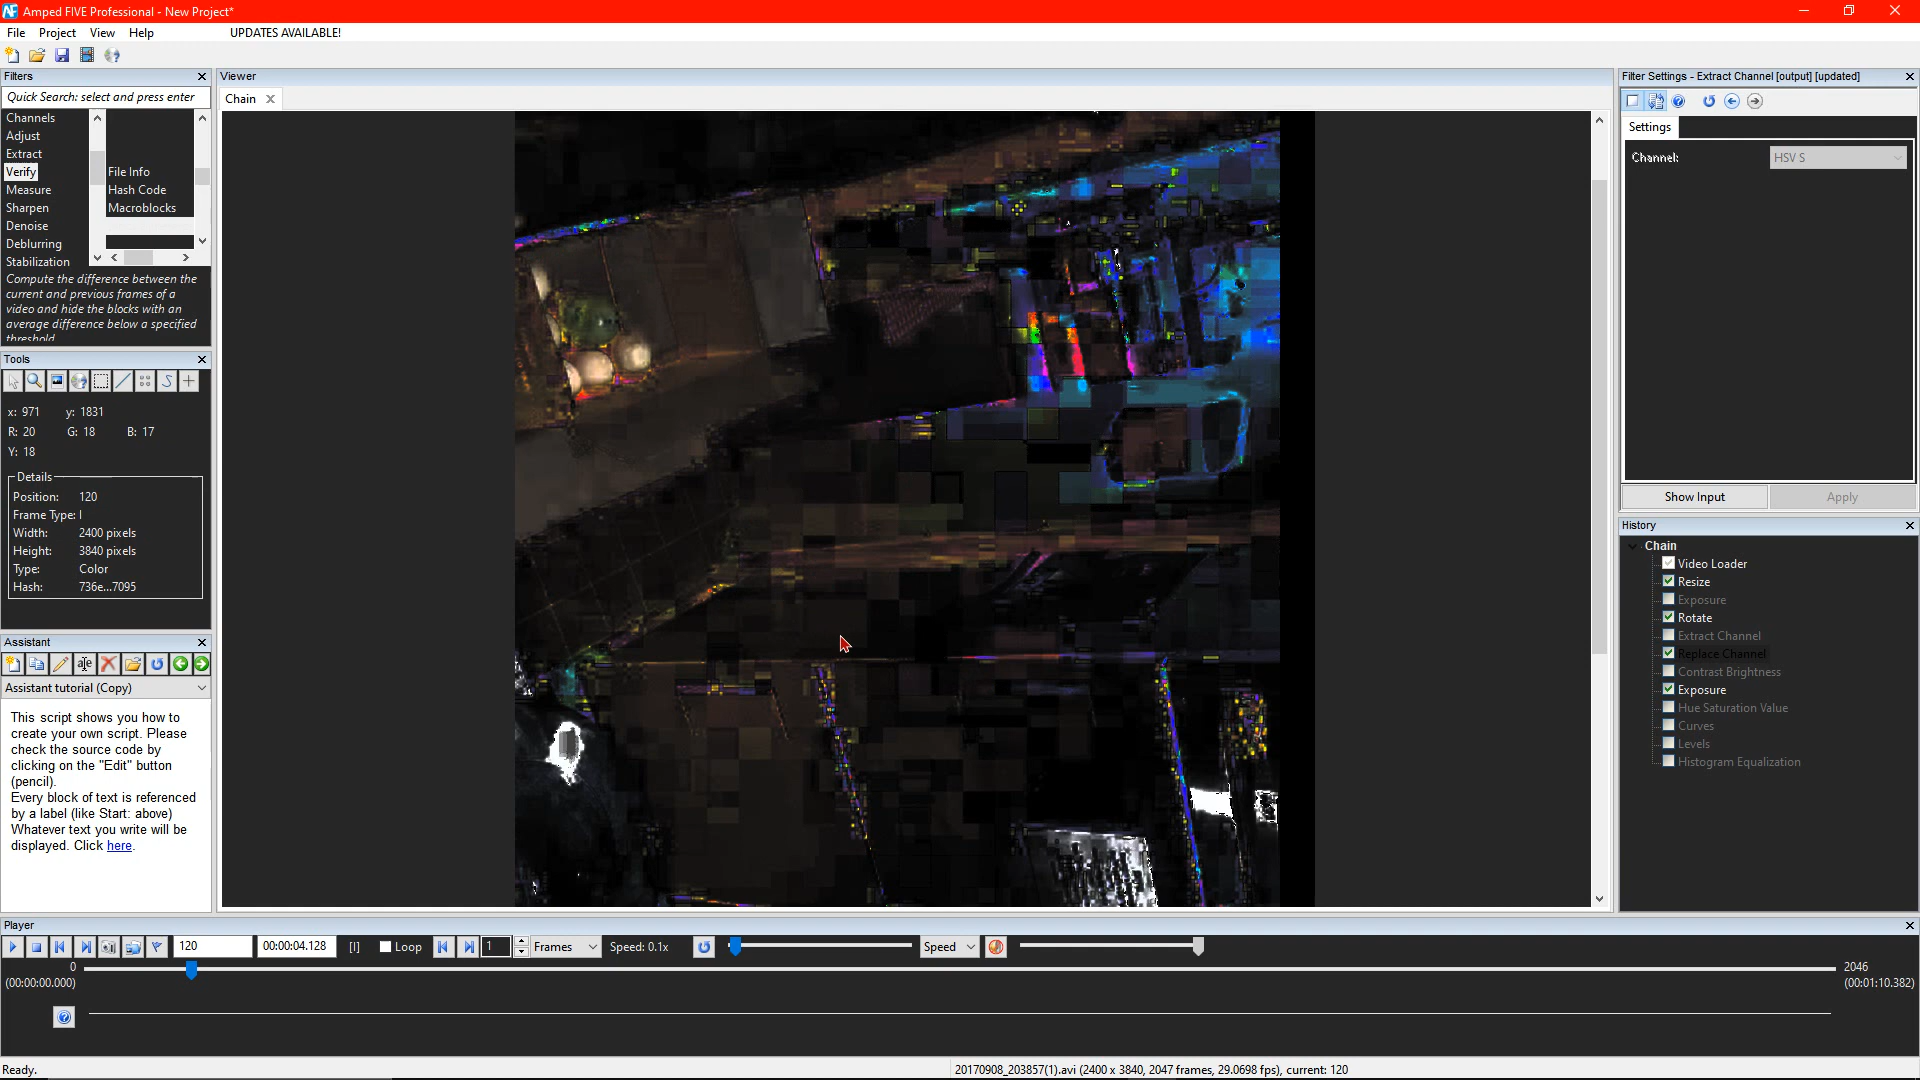 Amped FIVE Professional - New Project*
File Project View Help UPDATES AVAILABLE!
Filters
Quick Search: select and press enter
Channels
Adjust
Extract
Verify
Measure
Sharpen
Denoise
Deblurring
Stabilization
File Info
Hash Code
Macroblocks
Compute the difference between the
current and previous frames of a
video and hide the blocks with an
average difference below a specified
threshold
Tools
x: 971 y: 1831
R: 20 G: 18 B: 17
Y: 18
Details
Position: 120
Frame Type: I
Width: 2400 pixels
Height: 3840 pixels
Type: Color
Hash: 736e...7095
Assistant
Assistant tutorial (Copy)
This script shows you how to
create your own script. Please
check the source code by
clicking on the "Edit" button
(pencil).
Every block of text is referenced
by a label (like Start: above)
Whatever text you write will be
displayed. Click here.
Viewer
Chain
Filter Settings - Extract Channel [output] [updated]
Settings
Channel: HSV S
Show Input Apply
History
Chain
Video Loader
Resize
Exposure
Rotate
Extract Channel
Replace Channel
Contrast Brightness
Exposure
Hue Saturation Value
Curves
Levels
Histogram Equalization
Player
120 00:00:04.128 [I] Loop 1 Frames Speed: 0.1x Speed
0 2046
(00:00:00.000) (00:01:10.382)
Ready. 20170908_203857(1).avi (2400 x 3840, 2047 frames, 29.0698 fps), current: 120